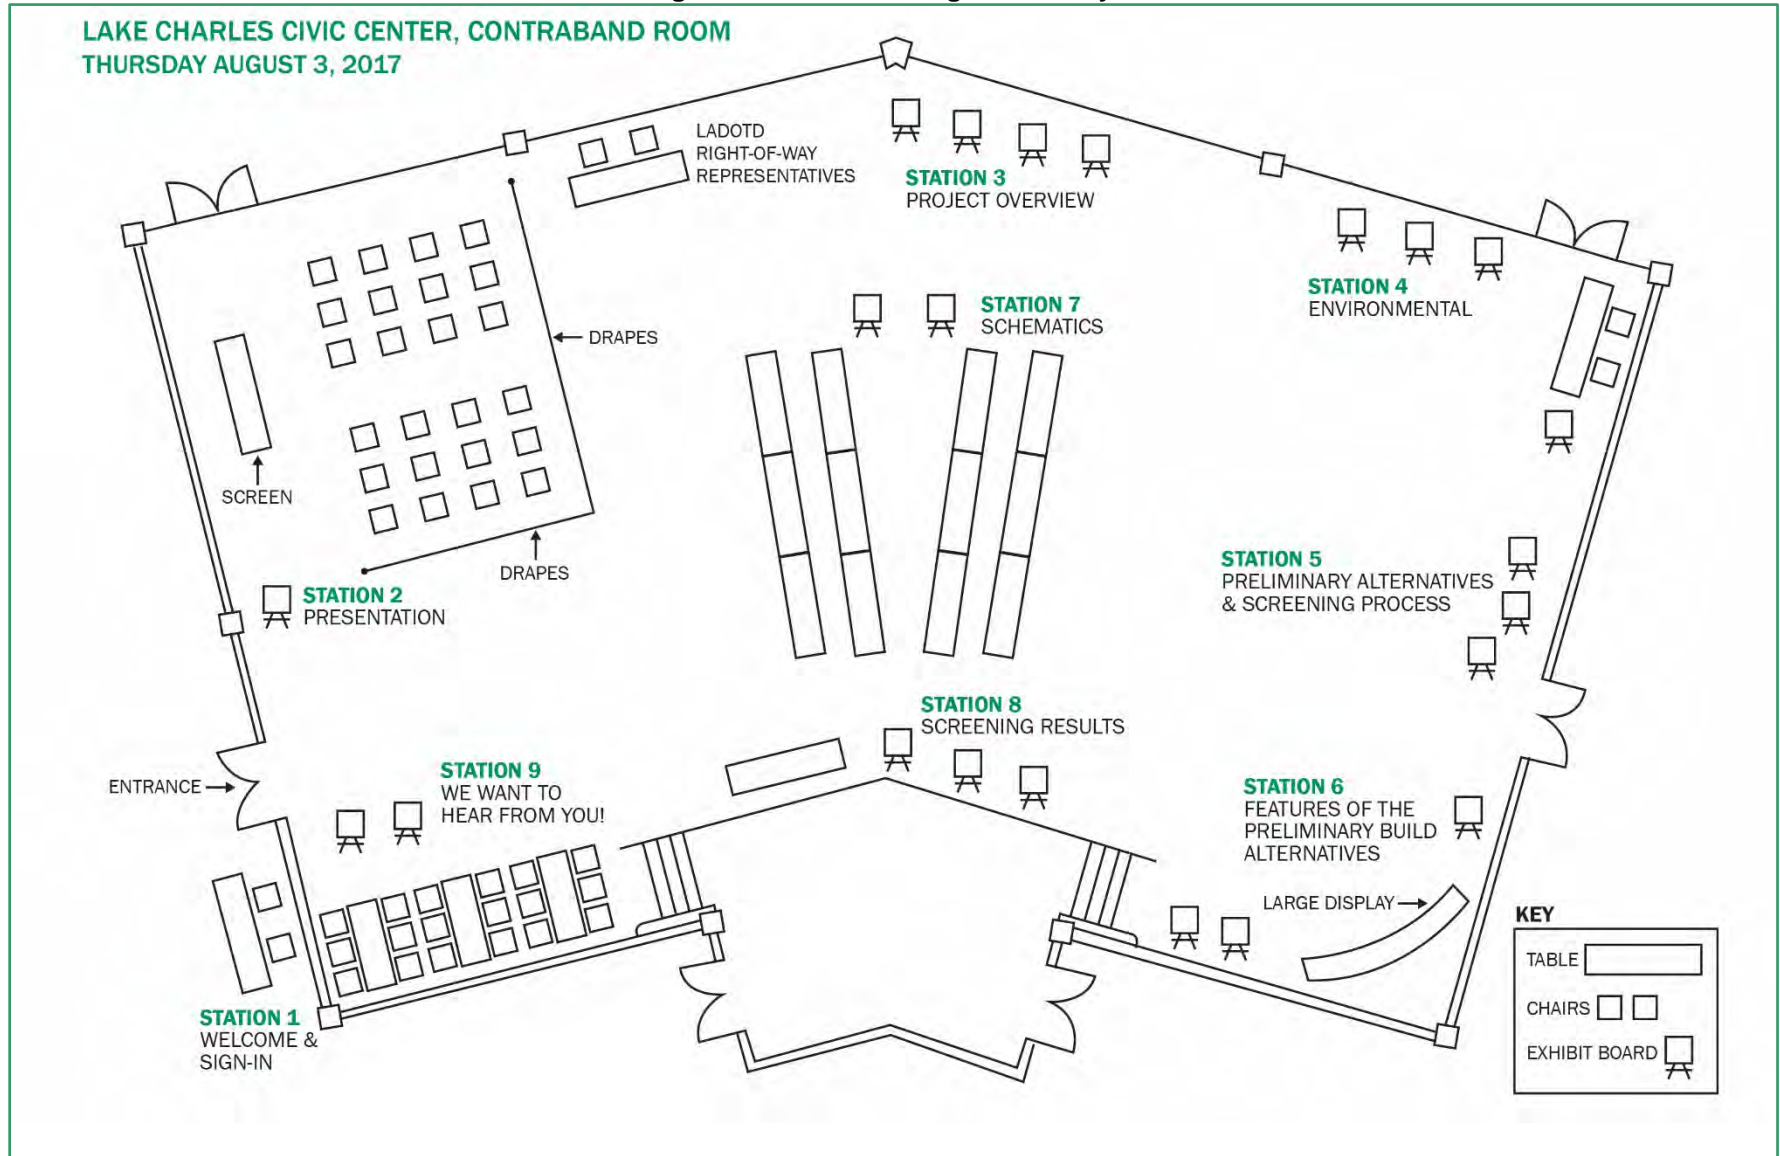 LAKE CHARLES CIVIC CENTER, CONTRABAND ROOM
THURSDAY AUGUST 3, 2017
LADOTD
RIGHT-OF-WAY
REPRESENTATIVES
STATION 3
PROJECT OVERVIEW
STATION 4
ENVIRONMENTAL
STATION 7
SCHEMATICS
DRAPES
SCREEN
DRAPES
STATION 2
PRESENTATION
STATION 5
PRELIMINARY ALTERNATIVES
& SCREENING PROCESS
STATION 8
SCREENING RESULTS
ENTRANCE
STATION 9
WE WANT TO
HEAR FROM YOU!
STATION 6
FEATURES OF THE
PRELIMINARY BUILD
ALTERNATIVES
LARGE DISPLAY
STATION 1
WELCOME &
SIGN-IN
KEY
TABLE
CHAIRS
EXHIBIT BOARD